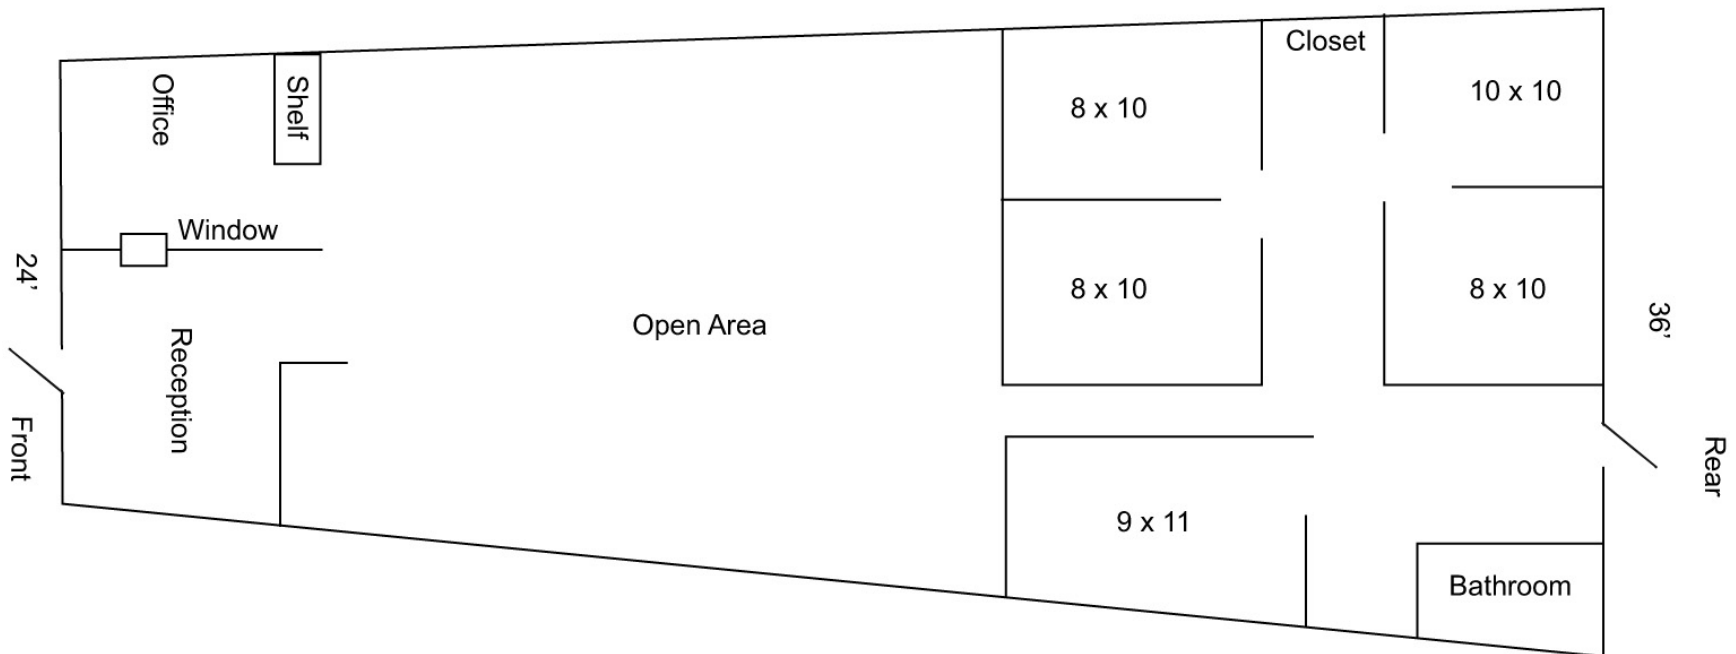 Office
Shelf
Window
24’
Reception
Front
Open Area
8 x 10
Closet
10 x 10
8 x 10
8 x 10
36’
9 x 11
Rear
Bathroom